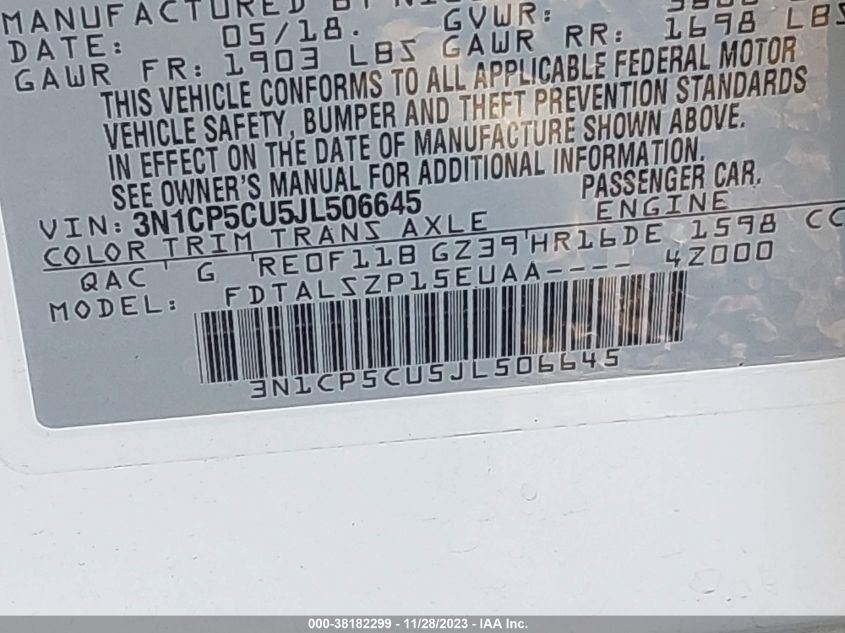 MANUFACTURED BY
DATE: 05/18. GVWR:
GAWR FR: 1903 LBS GAWR RR: 1698 LBS
THIS VEHICLE CONFORMS TO ALL APPLICABLE FEDERAL MOTOR
VEHICLE SAFETY, BUMPER AND THEFT PREVENTION STANDARDS
IN EFFECT ON THE DATE OF MANUFACTURE SHOWN ABOVE.
SEE OWNER'S MANUAL FOR ADDITIONAL INFORMATION.
VIN: 3N1CP5CU5JL506645 PASSENGER CAR.
COLOR TRIM TRANS AXLE ENGINE
QAC G RE0F11B GZ39 HR16DE 1598 CC
MODEL: FDTALSZP15EUAA---- 4Z000
3N1CP5CU5JL506645
000-38182299 - 11/28/2023 - IAA Inc.